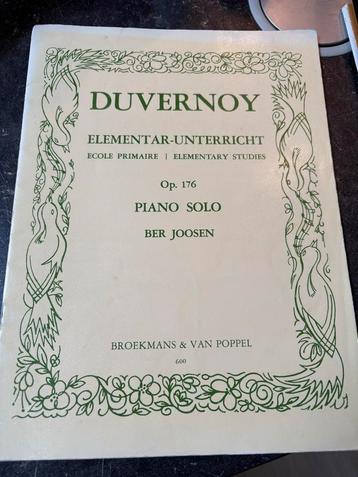 DUVERNOY
ELEMENTAR-UNTERRICHT
ECOLE PRIMAIRE | ELEMENTARY STUDIES
Op. 176
PIANO SOLO
BER JOOSEN
BROEKMANS & VAN POPPEL
600